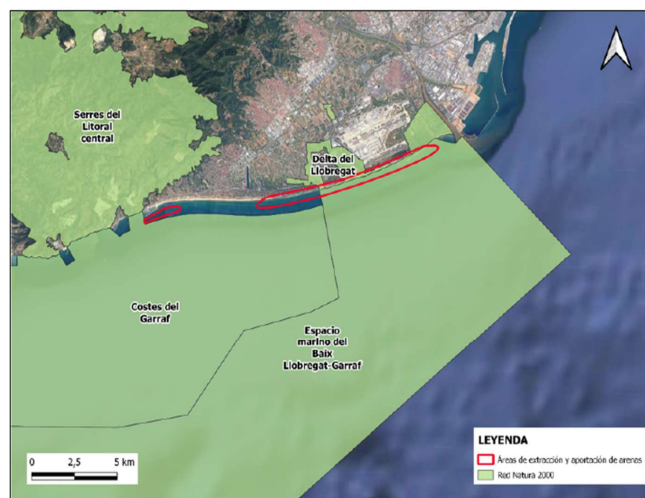 Serres del
Litoral
central
Delta del
Llobregat
Costes del
Garraf
Espacio
marino del
Baix
Llobregat-Garraf
0 2,5 5 km
LEYENDA
Áreas de extracción y aportación de arenas
Red Natura 2000